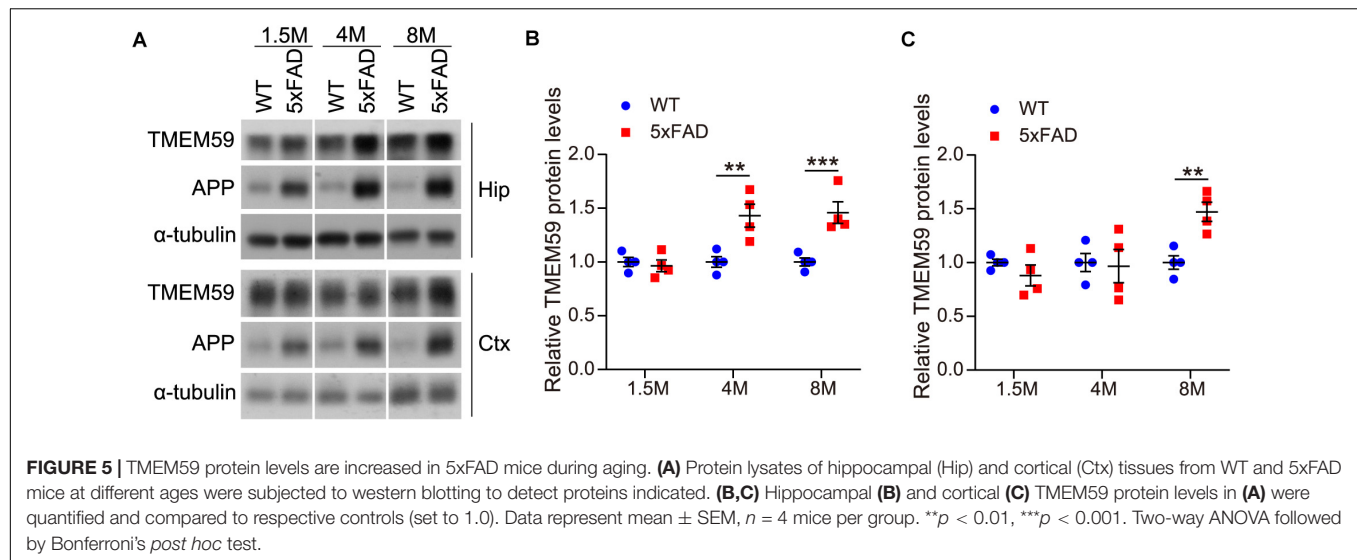 A
1.5M 4M 8M
WT 5xFAD WT 5xFAD WT 5xFAD
TMEM59
APP
α-tubulin
Hip
TMEM59
APP
α-tubulin
Ctx
B
WT
5xFAD
Relative TMEM59 protein levels
2.0
1.5
1.0
0.5
0.0
** ***
1.5M 4M 8M
C
WT
5xFAD
Relative TMEM59 protein levels
2.0
1.5
1.0
0.5
0.0
**
1.5M 4M 8M
FIGURE 5 | TMEM59 protein levels are increased in 5xFAD mice during aging. (A) Protein lysates of hippocampal (Hip) and cortical (Ctx) tissues from WT and 5xFAD
mice at different ages were subjected to western blotting to detect proteins indicated. (B,C) Hippocampal (B) and cortical (C) TMEM59 protein levels in (A) were
quantified and compared to respective controls (set to 1.0). Data represent mean ± SEM, n = 4 mice per group. **p < 0.01, ***p < 0.001. Two-way ANOVA followed
by Bonferroni's post hoc test.